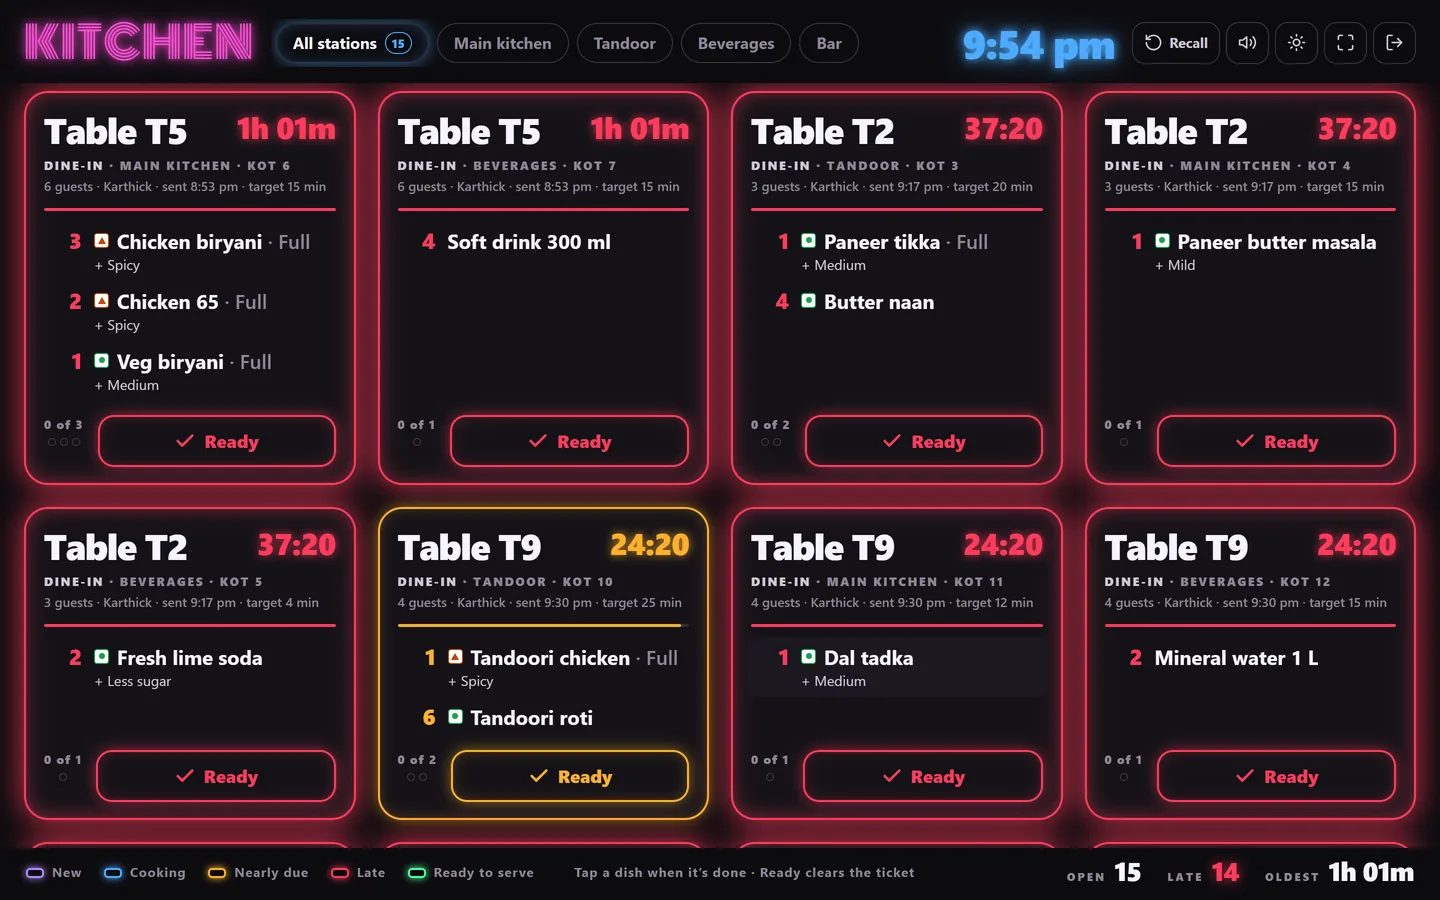 KITCHEN
All stations 15
Main kitchen
Tandoor
Beverages
Bar
9:54 pm
Recall
Table T5 1h 01m
DINE-IN · MAIN KITCHEN · KOT 6
6 guests · Karthick · sent 8:53 pm · target 15 min
3 Chicken biryani · Full
+ Spicy
2 Chicken 65 · Full
+ Spicy
1 Veg biryani · Full
+ Medium
0 of 3
Ready
Table T5 1h 01m
DINE-IN · BEVERAGES · KOT 7
6 guests · Karthick · sent 8:53 pm · target 15 min
4 Soft drink 300 ml
0 of 1
Ready
Table T2 37:20
DINE-IN · TANDOOR · KOT 3
3 guests · Karthick · sent 9:17 pm · target 20 min
1 Paneer tikka · Full
+ Medium
4 Butter naan
0 of 2
Ready
Table T2 37:20
DINE-IN · MAIN KITCHEN · KOT 4
3 guests · Karthick · sent 9:17 pm · target 15 min
1 Paneer butter masala
+ Mild
0 of 1
Ready
Table T2 37:20
DINE-IN · BEVERAGES · KOT 5
3 guests · Karthick · sent 9:17 pm · target 4 min
2 Fresh lime soda
+ Less sugar
0 of 1
Ready
Table T9 24:20
DINE-IN · TANDOOR · KOT 10
4 guests · Karthick · sent 9:30 pm · target 25 min
1 Tandoori chicken · Full
+ Spicy
6 Tandoori roti
0 of 2
Ready
Table T9 24:20
DINE-IN · MAIN KITCHEN · KOT 11
4 guests · Karthick · sent 9:30 pm · target 12 min
1 Dal tadka
+ Medium
0 of 1
Ready
Table T9 24:20
DINE-IN · BEVERAGES · KOT 12
4 guests · Karthick · sent 9:30 pm · target 15 min
2 Mineral water 1 L
0 of 1
Ready
New
Cooking
Nearly due
Late
Ready to serve
Tap a dish when it's done · Ready clears the ticket
OPEN 15
LATE 14
OLDEST 1h 01m